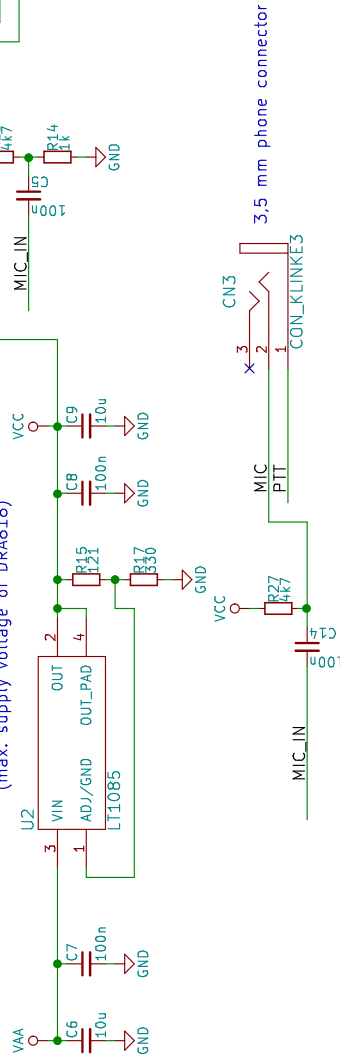 3,5 mm phone connector
4k7
R14
1k
GND
C5
100n
MIC_IN
CN3
CON_KLINKE3
3
2
1
VCC
C9
10u
GND
C8
100n
GND
MIC
PTT
R15
121
R17
330
GND
VCC
R27
4k7
C14
100n
MIC_IN
2
4
OUT
OUT_PAD
VIN
ADJ/GND
U2
LT1085
3
1
(max. supply voltage of DRA818)
C7
100n
GND
VAA
C6
10u
GND